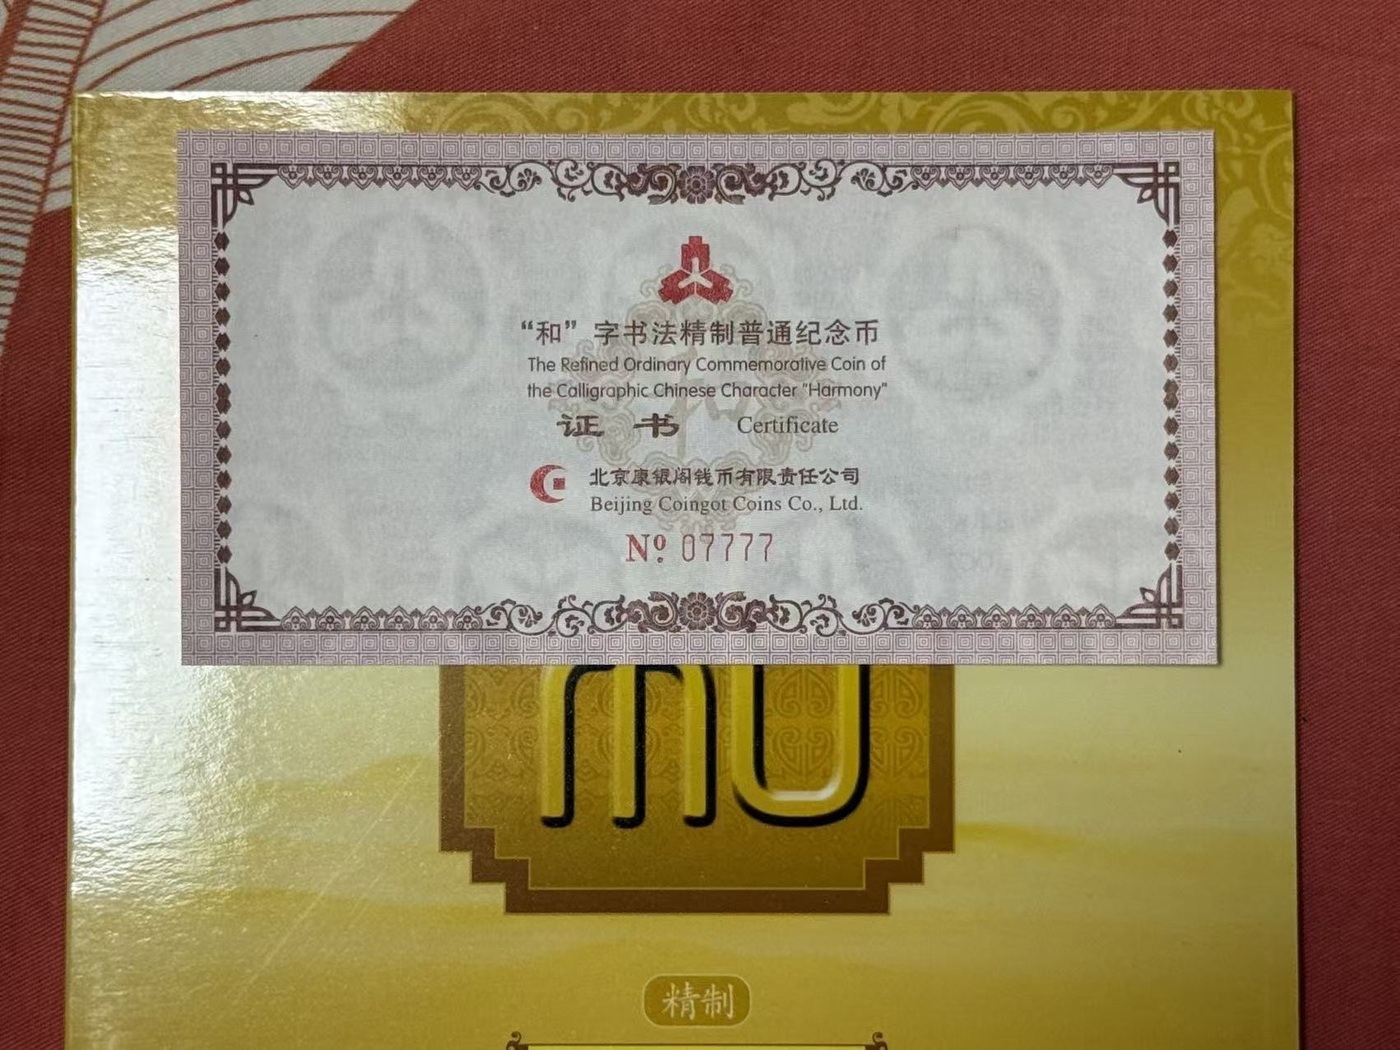 “和”字书法精制普通纪念币
The Refined Ordinary Commemorative Coin of
the Calligraphic Chinese Character "Harmony"
证书 Certificate
北京康银阁钱币有限责任公司
Beijing Coingot Coins Co., Ltd.
Nº 07777
精制